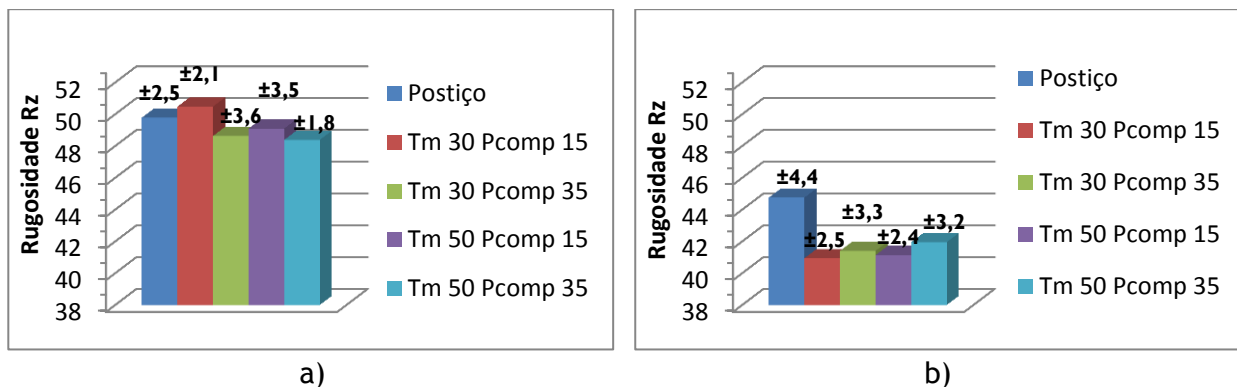 Rugosidade Rz
52
50
48
46
44
42
40
38
±2,5
±2,1
±3,6
±3,5
±1,8
Postiço
Tm 30 Pcomp 15
Tm 30 Pcomp 35
Tm 50 Pcomp 15
Tm 50 Pcomp 35
a)
Rugosidade Rz
52
50
48
46
44
42
40
38
±4,4
±2,5
±3,3
±2,4
±3,2
Postiço
Tm 30 Pcomp 15
Tm 30 Pcomp 35
Tm 50 Pcomp 15
Tm 50 Pcomp 35
b)